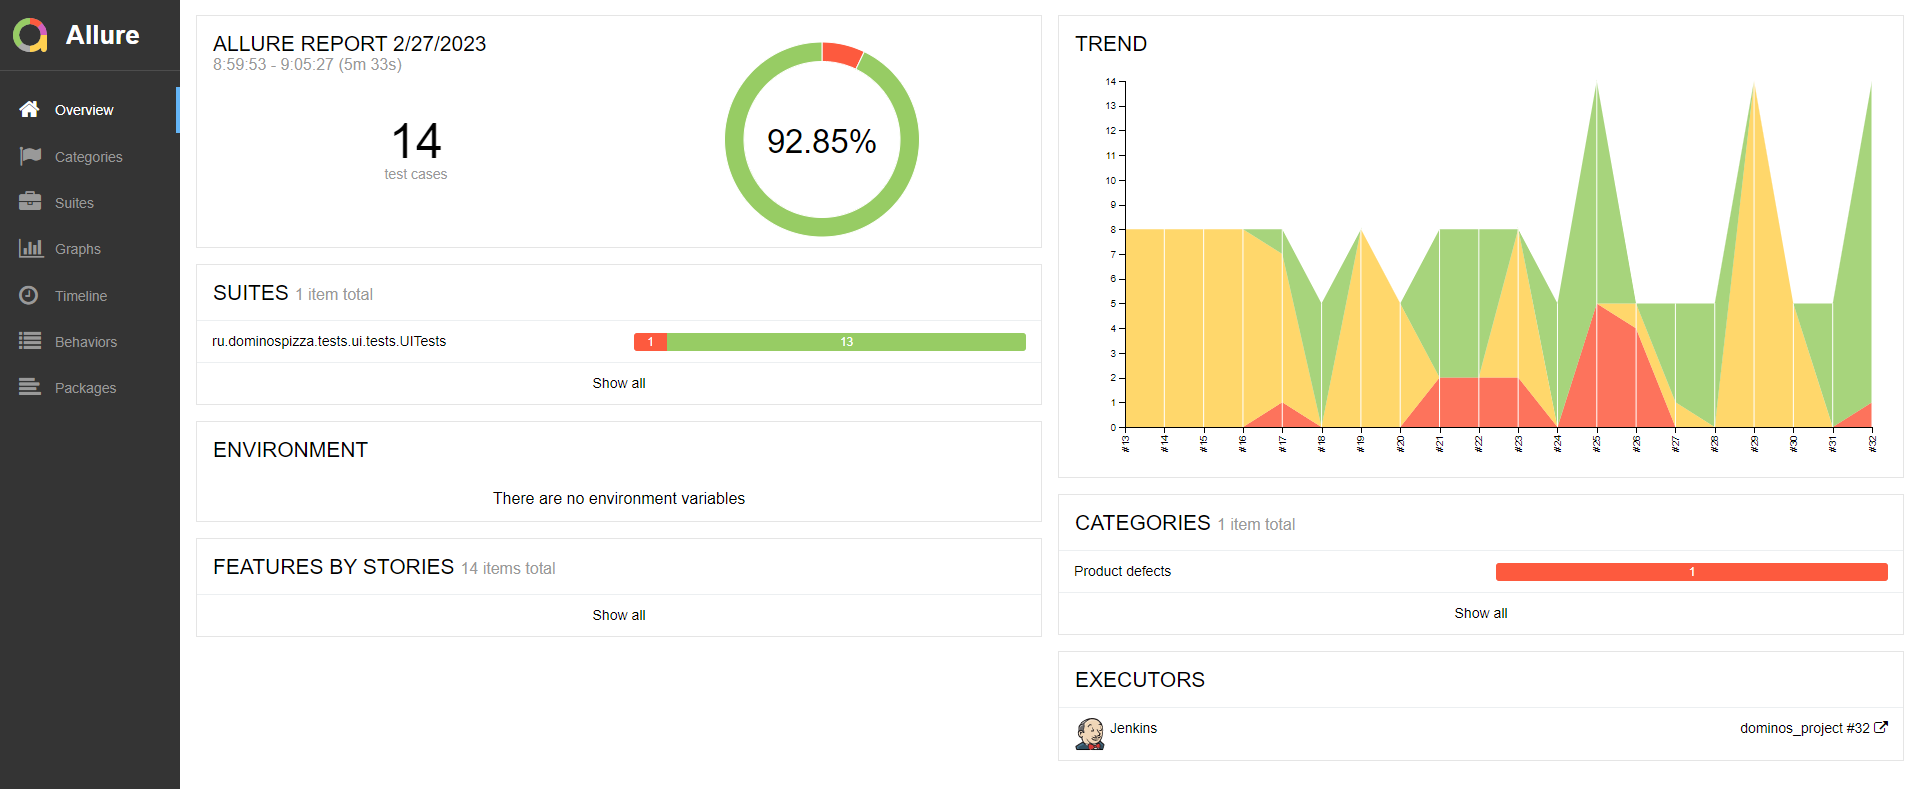 Allure
Overview
Categories
Suites
Graphs
Timeline
Behaviors
Packages
ALLURE REPORT 2/27/2023
8:59:53 - 9:05:27 (5m 33s)
14
test cases
92.85%
SUITES 1 item total
ru.dominospizza.tests.ui.tests.UITests
1 13
Show all
ENVIRONMENT
There are no environment variables
FEATURES BY STORIES 14 items total
Show all
TREND
14
13
12
11
10
9
8
7
6
5
4
3
2
1
0
#13 #14 #15 #16 #17 #18 #19 #20 #21 #22 #23 #24 #25 #26 #27 #28 #29 #30 #31 #32
CATEGORIES 1 item total
Product defects 1
Show all
EXECUTORS
Jenkins dominos_project #32